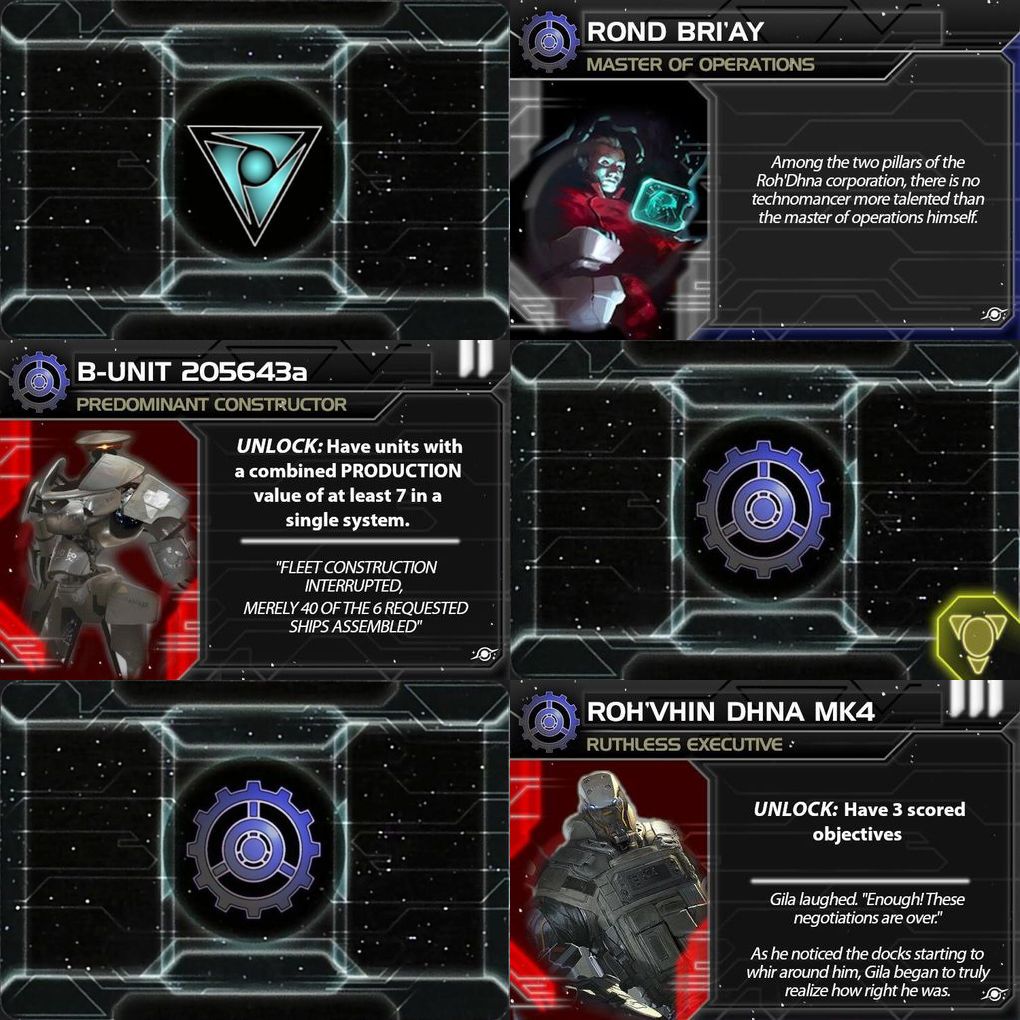 ROND BRI'AY
MASTER OF OPERATIONS
Among the two pillars of the
Roh'Dhna corporation, there is no
technomancer more talented than
the master of operations himself.
B-UNIT 205643a
PREDOMINANT CONSTRUCTOR
UNLOCK: Have units with
a combined PRODUCTION
value of at least 7 in a
single system.
"FLEET CONSTRUCTION
INTERRUPTED,
MERELY 40 OF THE 6 REQUESTED
SHIPS ASSEMBLED"
ROH'VHIN DHNA MK4
RUTHLESS EXECUTIVE
UNLOCK: Have 3 scored
objectives
Gila laughed. "Enough! These
negotiations are over."
As he noticed the docks starting to
whir around him, Gila began to truly
realize how right he was.